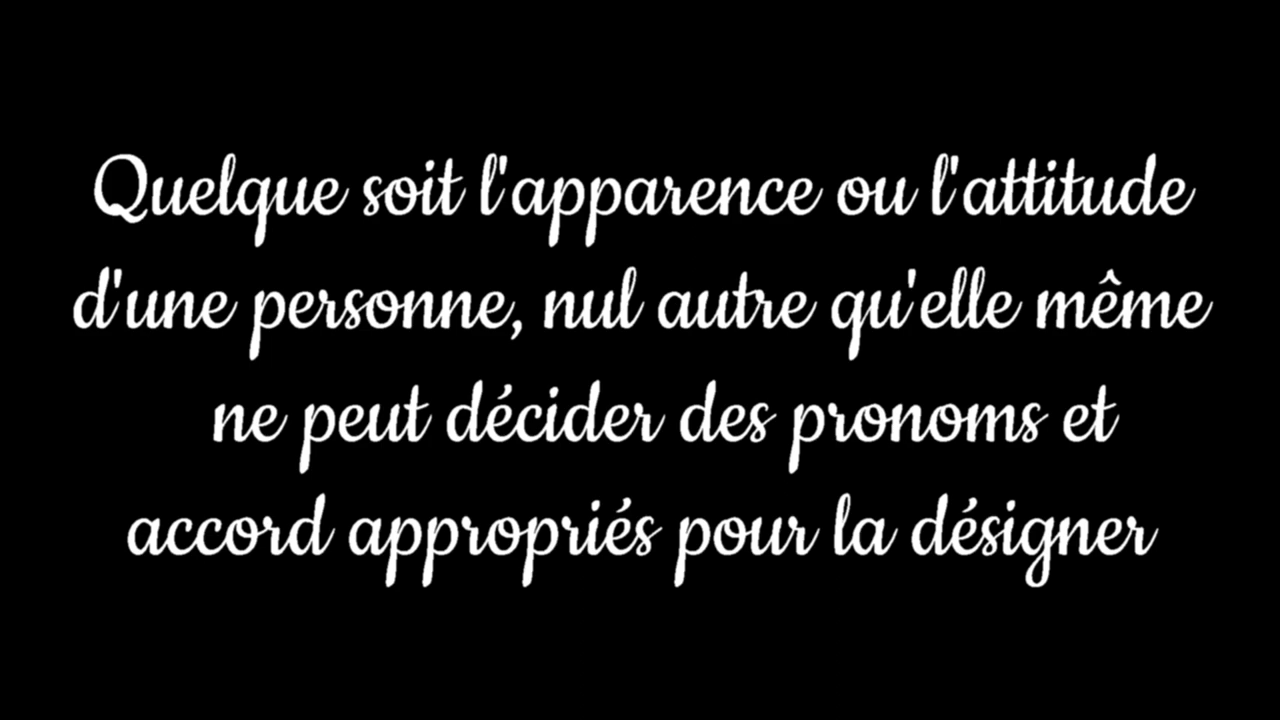 Quelque soit l'apparence ou l'attitude
d'une personne, nul autre qu'elle même
ne peut décider des pronoms et
accord appropriés pour la désigner